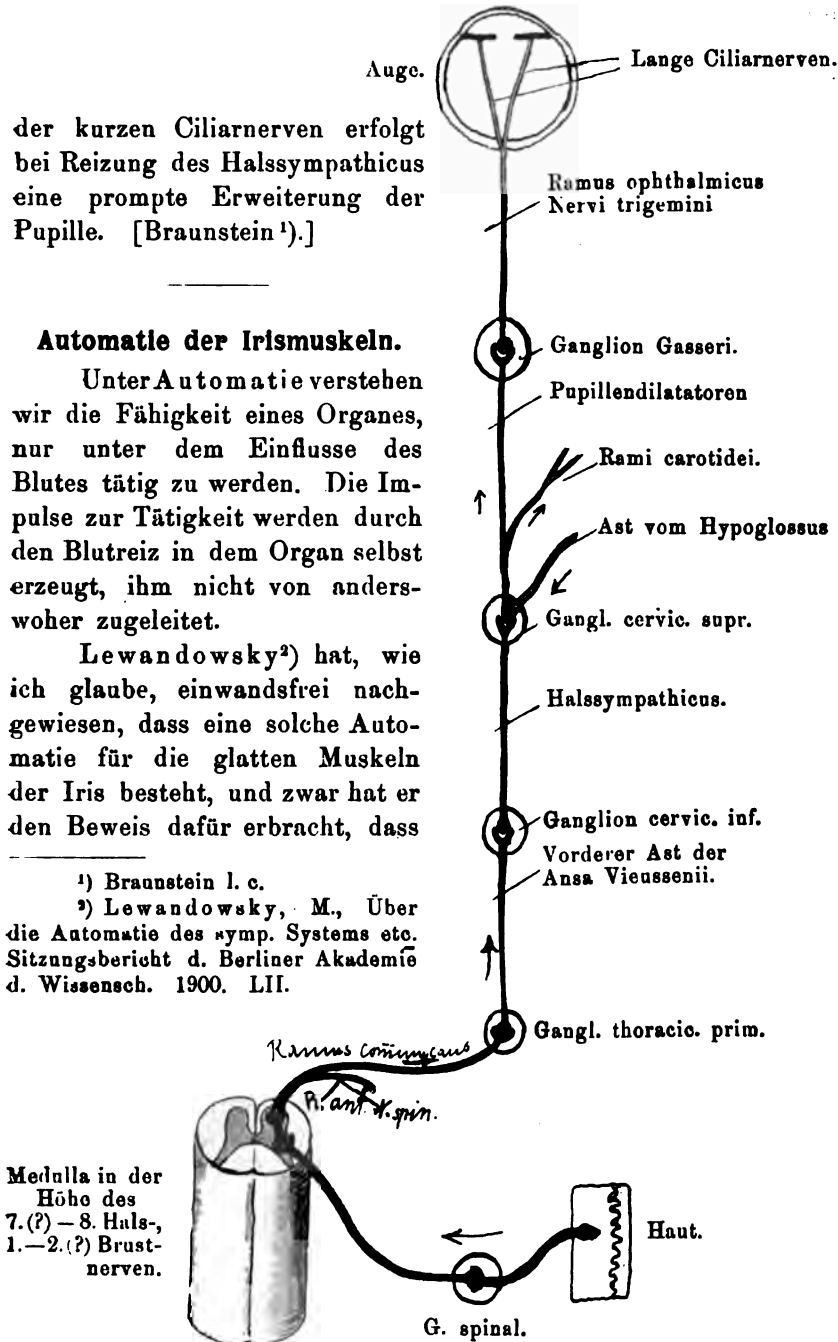 Auge.
Lange Ciliarnerven.
der kurzen Ciliarnerven erfolgt
bei Reizung des Halssympathicus
eine prompte Erweiterung der
Pupille. [Braunstein ¹).]
Ramus ophthalmicus
Nervi trigemini
Automatie der Irismuskeln.
Unter Automatie verstehen
wir die Fähigkeit eines Organes,
nur unter dem Einflusse des
Blutes tätig zu werden. Die Im-
pulse zur Tätigkeit werden durch
den Blutreiz in dem Organ selbst
erzeugt, ihm nicht von anders-
woher zugeleitet.
Lewandowsky²) hat, wie
ich glaube, einwandsfrei nach-
gewiesen, dass eine solche Auto-
matie für die glatten Muskeln
der Iris besteht, und zwar hat er
den Beweis dafür erbracht, dass
¹) Braunstein l. c.
²) Lewandowsky, M., Über
die Automatie des symp. Systems etc.
Sitzungsbericht d. Berliner Akademie
d. Wissensch. 1900. LII.
Ganglion Gasseri.
Pupillendilatatoren
Rami carotidei.
Ast vom Hypoglossus
Gangl. cervic. supr.
Halssympathicus.
Ganglion cervic. inf.
Vorderer Ast der
Ansa Vieussenii.
Gangl. thoracic. prim.
Ramus comm̅unicans
R. ant. N. spin.
Medulla in der
Höhe des
7.(?) – 8. Hals-,
1.—2.(?) Brust-
nerven.
Haut.
G. spinal.